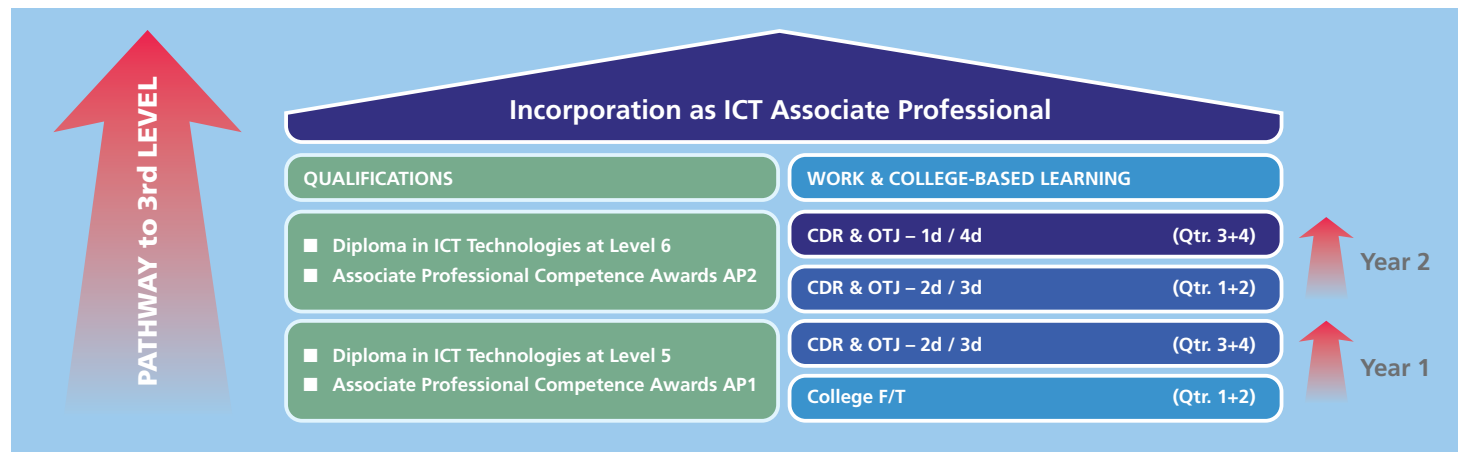 PATHWAY to 3rd LEVEL
Incorporation as ICT Associate Professional
QUALIFICATIONS
WORK & COLLEGE-BASED LEARNING
■ Diploma in ICT Technologies at Level 6
■ Associate Professional Competence Awards AP2
CDR & OTJ – 1d / 4d (Qtr. 3+4)
CDR & OTJ – 2d / 3d (Qtr. 1+2)
Year 2
■ Diploma in ICT Technologies at Level 5
■ Associate Professional Competence Awards AP1
CDR & OTJ – 2d / 3d (Qtr. 3+4)
College F/T (Qtr. 1+2)
Year 1